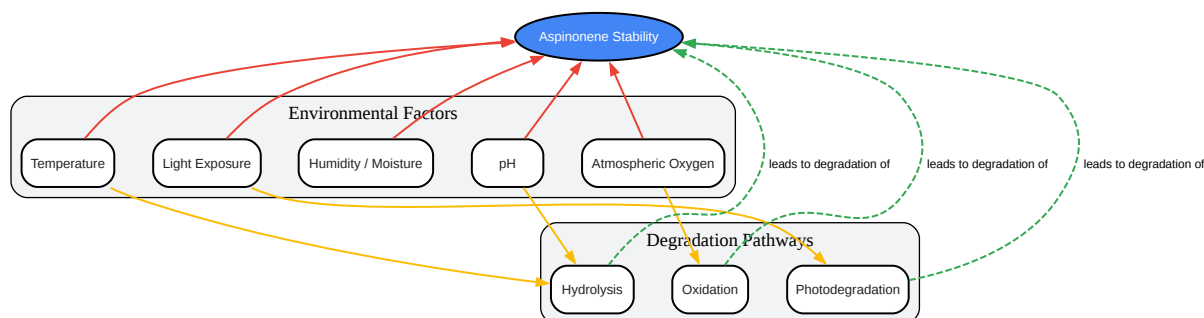 Aspinonene Stability
Environmental Factors
Temperature
Light Exposure
Humidity / Moisture
pH
Atmospheric Oxygen
leads to degradation of
leads to degradation of
leads to degradation of
Degradation Pathways
Hydrolysis
Oxidation
Photodegradation